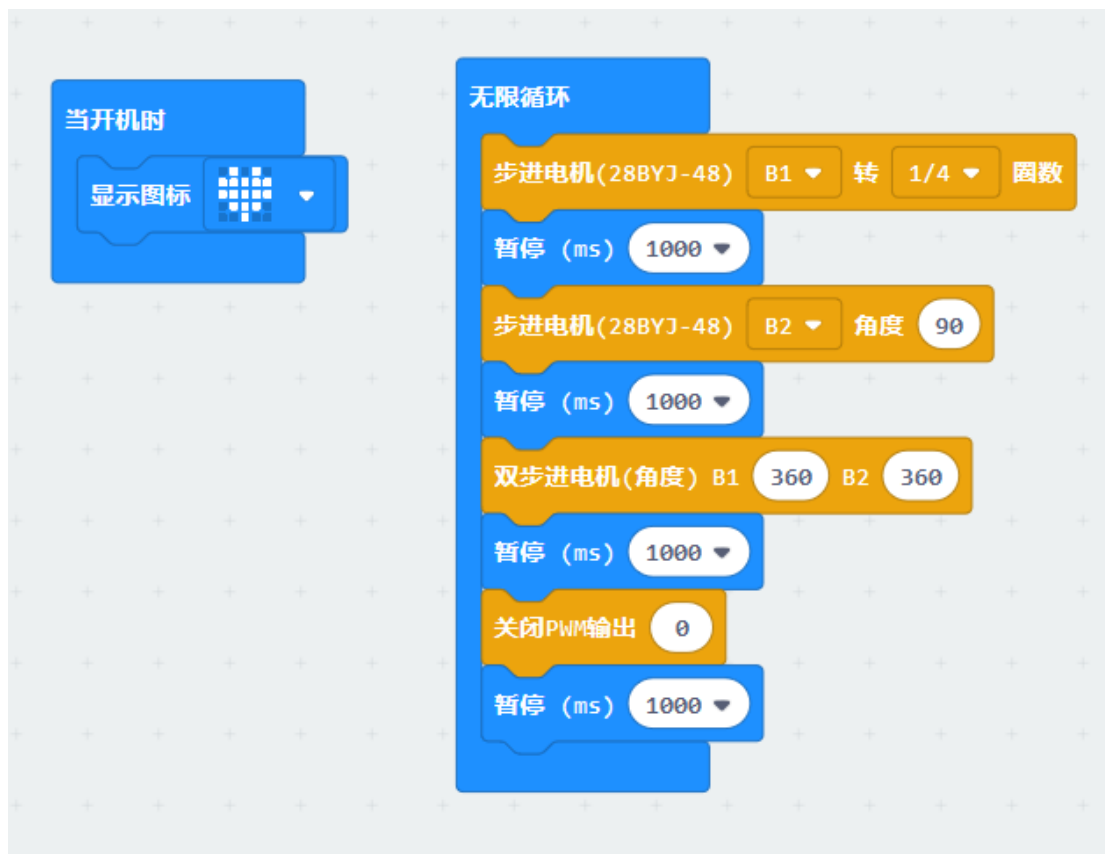 当开机时
显示图标
无限循环
步进电机(28BYJ-48) B1 转 1/4 圈数
暂停 (ms) 1000
步进电机(28BYJ-48) B2 角度 90
暂停 (ms) 1000
双步进电机(角度) B1 360 B2 360
暂停 (ms) 1000
关闭PWM输出 0
暂停 (ms) 1000